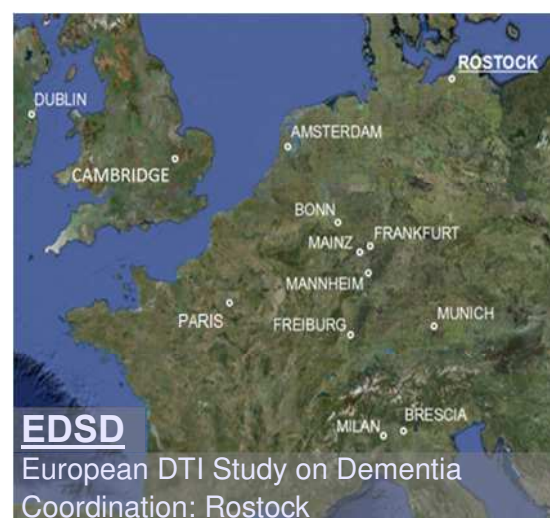 ROSTOCK
DUBLIN
AMSTERDAM
CAMBRIDGE
BONN
FRANKFURT
MAINZ
MANNHEIM
PARIS
FREIBURG
MUNICH
MILAN
BRESCIA
EDSD
European DTI Study on Dementia
Coordination: Rostock